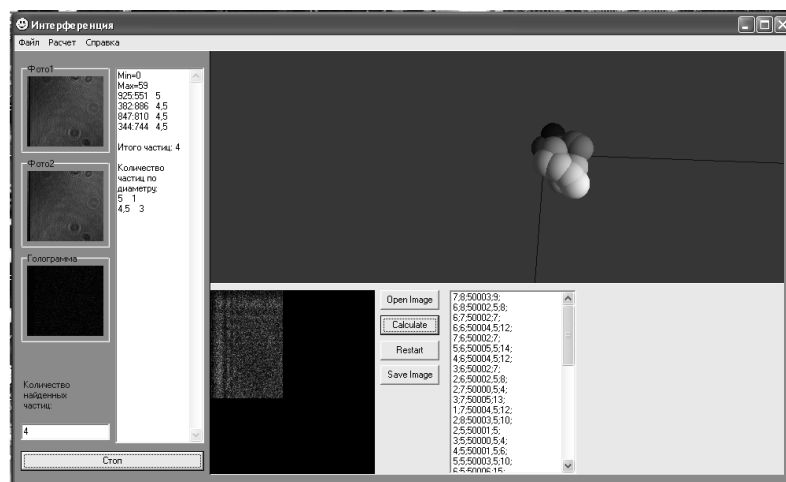 Интерференция
Файл Расчет Справка
Фото1
Фото2
Голограмма
Количество
найденных
частиц:
4
Стоп
Min=0
Max=59
925:551 5
382:886 4,5
847:810 4,5
344:744 4,5
Итого частиц: 4
Количество
частиц по
диаметру:
5 1
4,5 3
Open Image
Calculate
Restart
Save Image
7;8;50003;9;
6;8;50002,5;8;
6;7;50002;7;
6;6;50004,5;12;
7;6;50002;7;
5;6;50005,5;14;
4;6;50004,5;12;
3;6;50002;7;
2;6;50002,5;8;
2;7;50000,5;4;
3;7;50005;13;
1;7;50004,5;12;
2;8;50003,5;10;
2;5;50001;5;
3;5;50000,5;4;
4;5;50001,5;6;
5;5;50003,5;10;
6;5;50006;15;